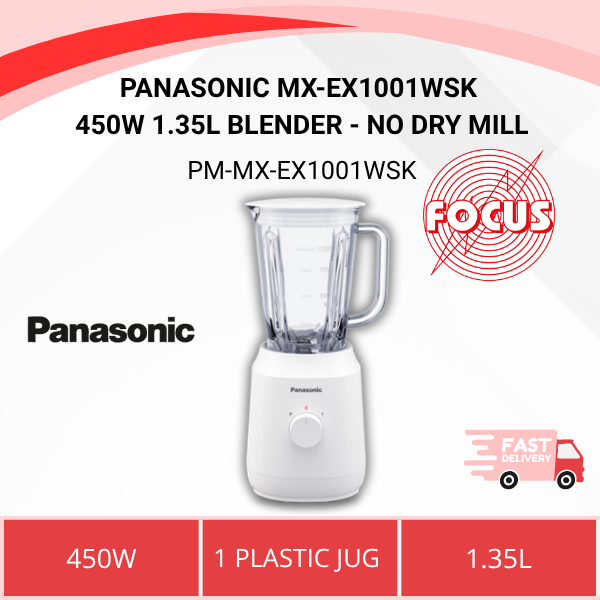 PANASONIC MX-EX1001WSK
450W 1.35L BLENDER - NO DRY MILL
PM-MX-EX1001WSK
FOCUS
Panasonic
Panasonic
FAST
DELIVERY
450W
1 PLASTIC JUG
1.35L